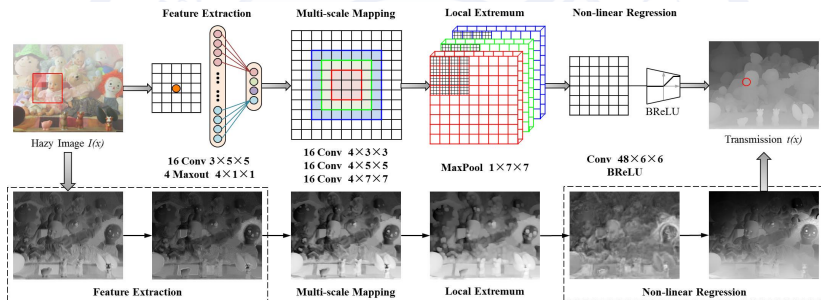 Feature Extraction
Multi-scale Mapping
Local Extremum
Non-linear Regression
Hazy Image I(x)
16 Conv 3×5×5
4 Maxout 4×1×1
16 Conv 4×3×3
16 Conv 4×5×5
16 Conv 4×7×7
MaxPool 1×7×7
BReLU
Conv 48×6×6
BReLU
Transmission t(x)
Feature Extraction
Multi-scale Mapping
Local Extremum
Non-linear Regression